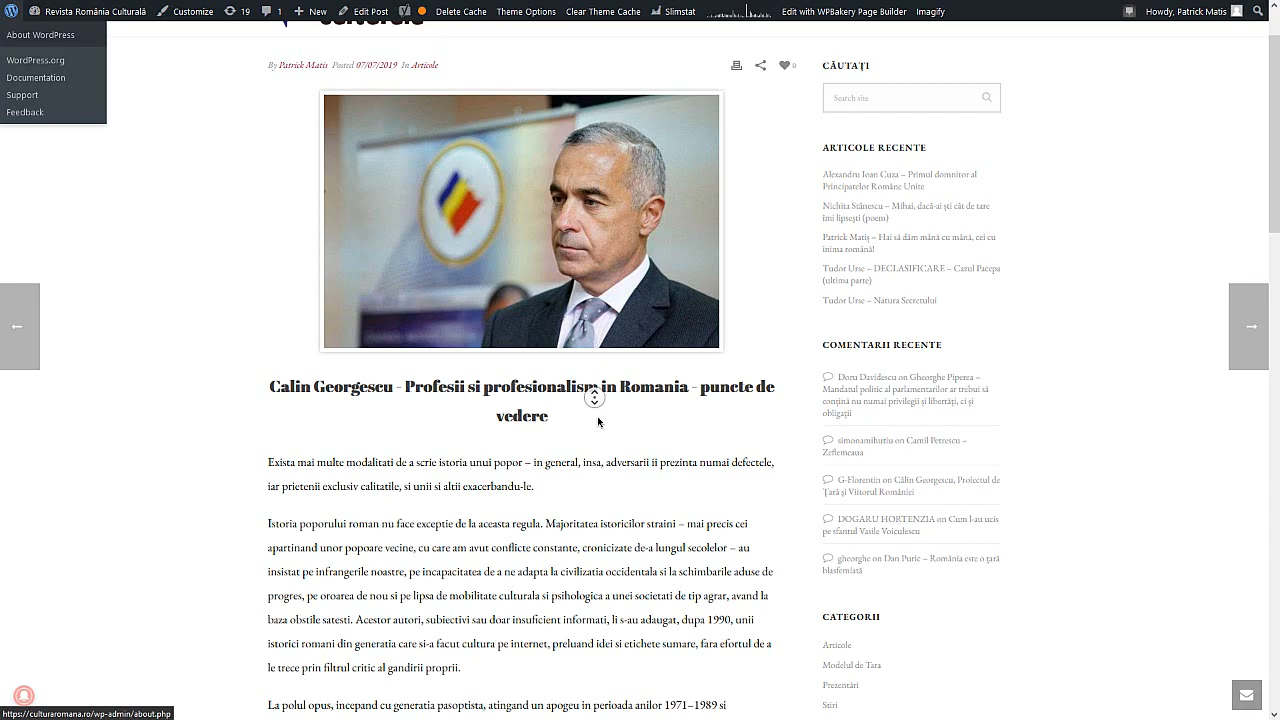 Revista Română Culturală
Customize
19
1
New
Edit Post
Delete Cache
Theme Options
Clear Theme Cache
Slimstat
Edit with WPBakery Page Builder
Imagify
Howdy, Patrick Matis
About WordPress
WordPress.org
Documentation
Support
Feedback
By Patrick Matis Posted 07/07/2019 In Articole
0
Calin Georgescu - Profesii si profesionalism in Romania - puncte de
vedere
Exista mai multe modalitati de a scrie istoria unui popor – in general, insa, adversarii ii prezinta numai defectele,
iar prietenii exclusiv calitatile, si unii si altii exacerbandu-le.
Istoria poporului roman nu face exceptie de la aceasta regula. Majoritatea istoricilor straini – mai precis cei
apartinand unor popoare vecine, cu care am avut conflicte constante, cronicizate de-a lungul secolelor – au
insistat pe infrangerile noastre, pe incapacitatea de a ne adapta la civilizatia occidentala si la schimbarile aduse de
progres, pe oroarea de nou si pe lipsa de mobilitate culturala si psihologica a unei societati de tip agrar, avand la
baza obstile satesti. Acestor autori, subiectivi sau doar insuficient informati, li s-au adaugat, dupa 1990, unii
istorici romani din generatia care si-a facut cultura pe internet, preluand idei si etichete sumare, fara efortul de a
le trece prin filtrul critic al gandirii proprii.
La polul opus, incepand cu generatia pasoptista, atingand un apogeu in perioada anilor 1971–1989 si
CĂUTAȚI
Search site
ARTICOLE RECENTE
Alexandru Ioan Cuza – Primul domnitor al
Principatelor Române Unite
Nichita Stănescu – Mihai, dacă-ai ști cât de tare
îmi lipsești (poem)
Patrick Matiș – Hai să dăm mână cu mână, cei cu
inima română!
Tudor Urse – DECLASIFICARE – Cazul Pacepa
(ultima parte)
Tudor Urse – Natura Secretului
COMENTARII RECENTE
Doru Davidescu on Gheorghe Piperea –
Mandatul politic al parlamentarilor ar trebui să
conțină nu numai privilegii și libertăți, ci și
obligații
simonamihutiu on Camil Petrescu –
Zeflemeaua
G-Florentin on Călin Georgescu, Proiectul de
Țară și Viitorul României
DOGARU HORTENZIA on Cum l-au ucis
pe sfantul Vasile Voiculescu
gheorghe on Dan Puric – România este o țară
blasfemiată
CATEGORII
Articole
Modelul de Tara
Prezentări
Stiri
https://culturaromana.ro/wp-admin/about.php